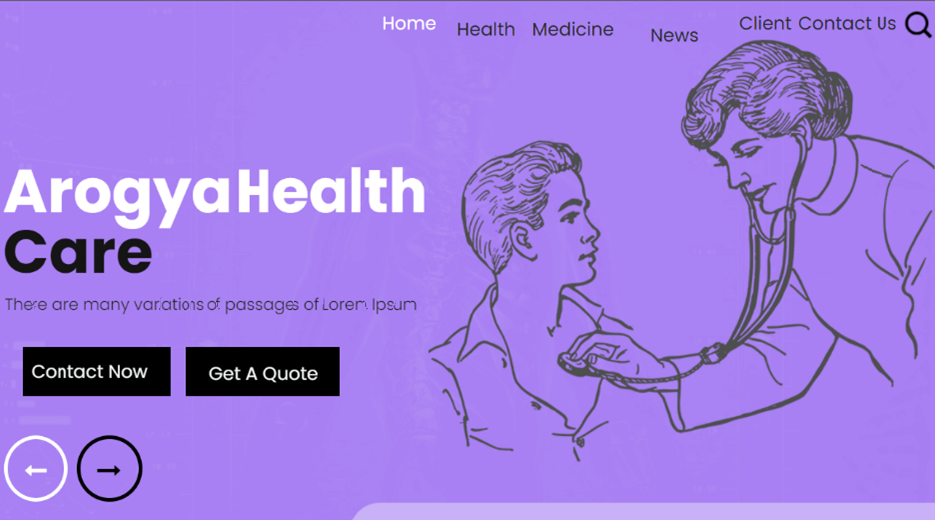 Home Health Medicine News Client Contact Us
ArogyaHealth
Care
There are many variations of passages of Lorem Ipsum
Contact Now Get A Quote